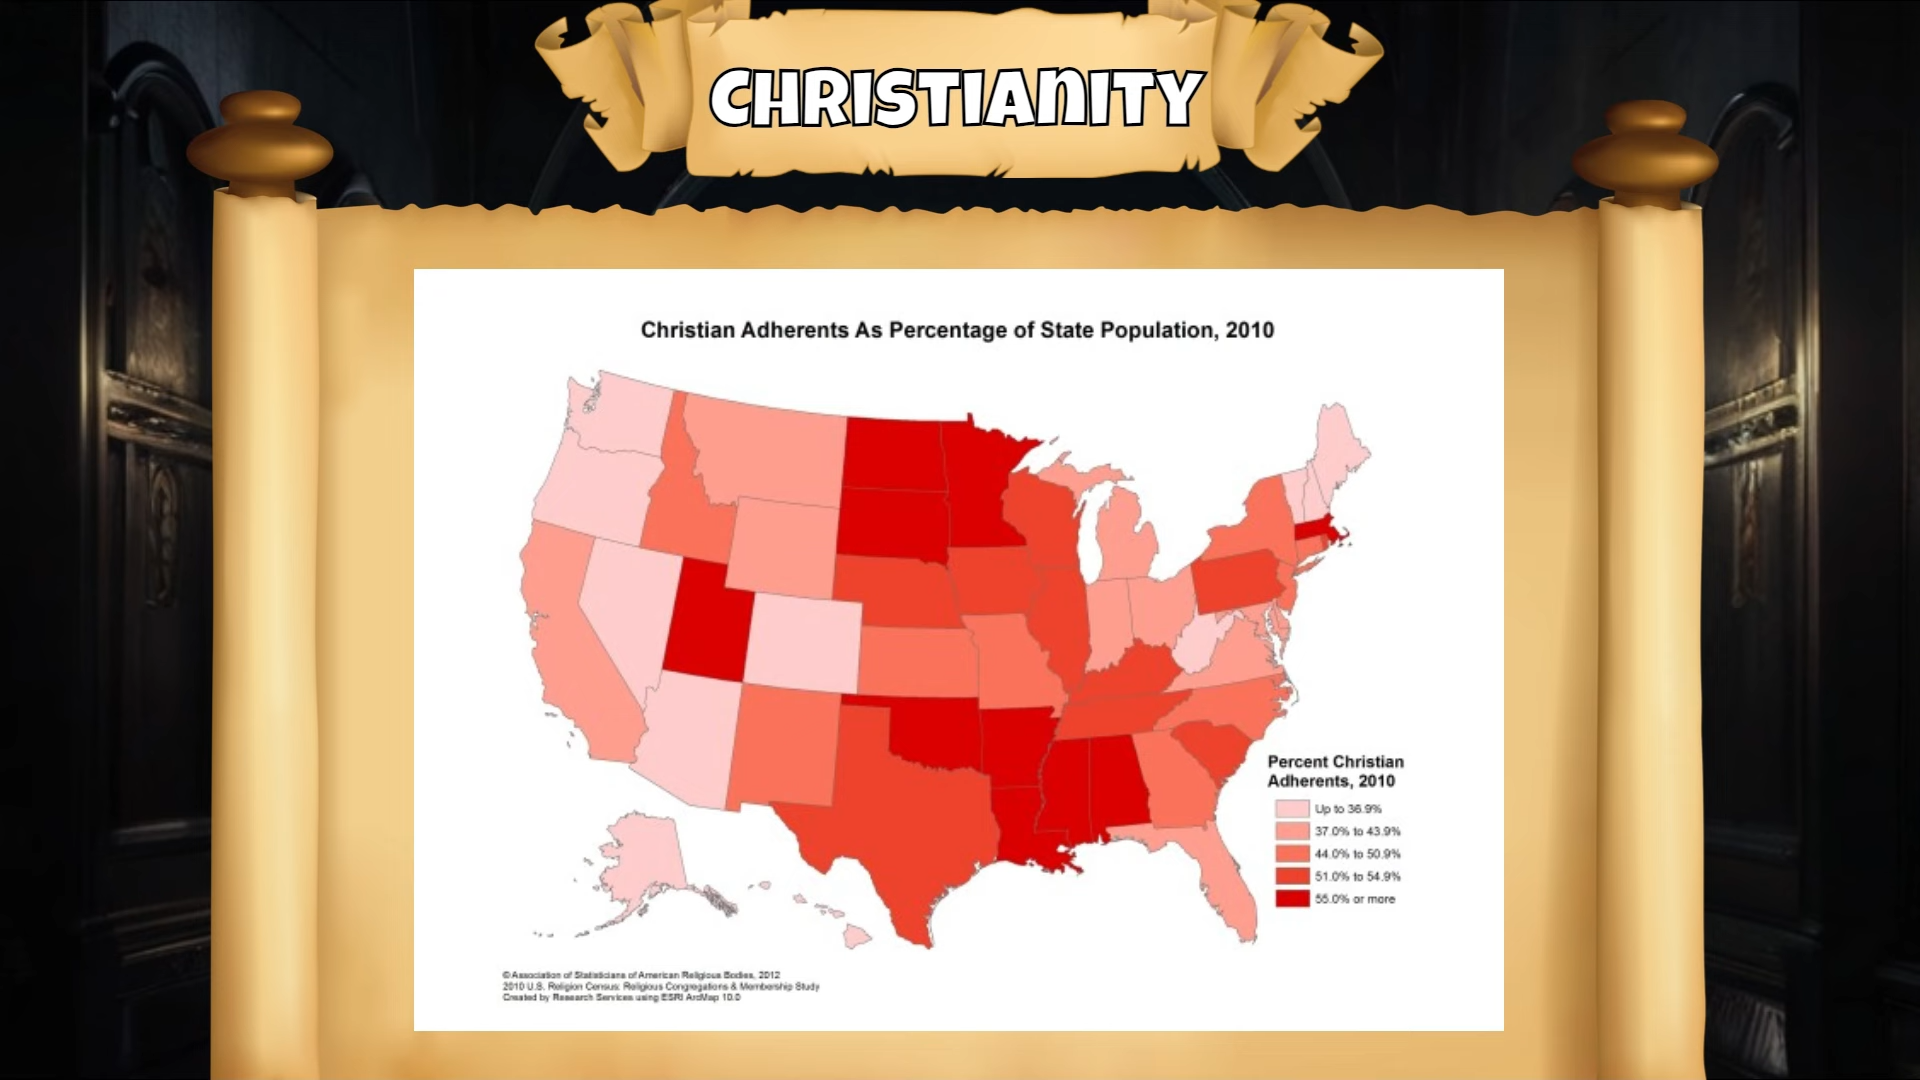 CHRISTIANITY
Christian Adherents As Percentage of State Population, 2010
Percent Christian
Adherents, 2010
Up to 36.9%
37.0% to 43.9%
44.0% to 50.9%
51.0% to 54.9%
55.0% or more
© Association of Statisticians of American Religious Bodies, 2012
2010 U.S. Religion Census: Religious Congregations & Membership Study
Created by Research Services using ESRI ArcMap 10.0